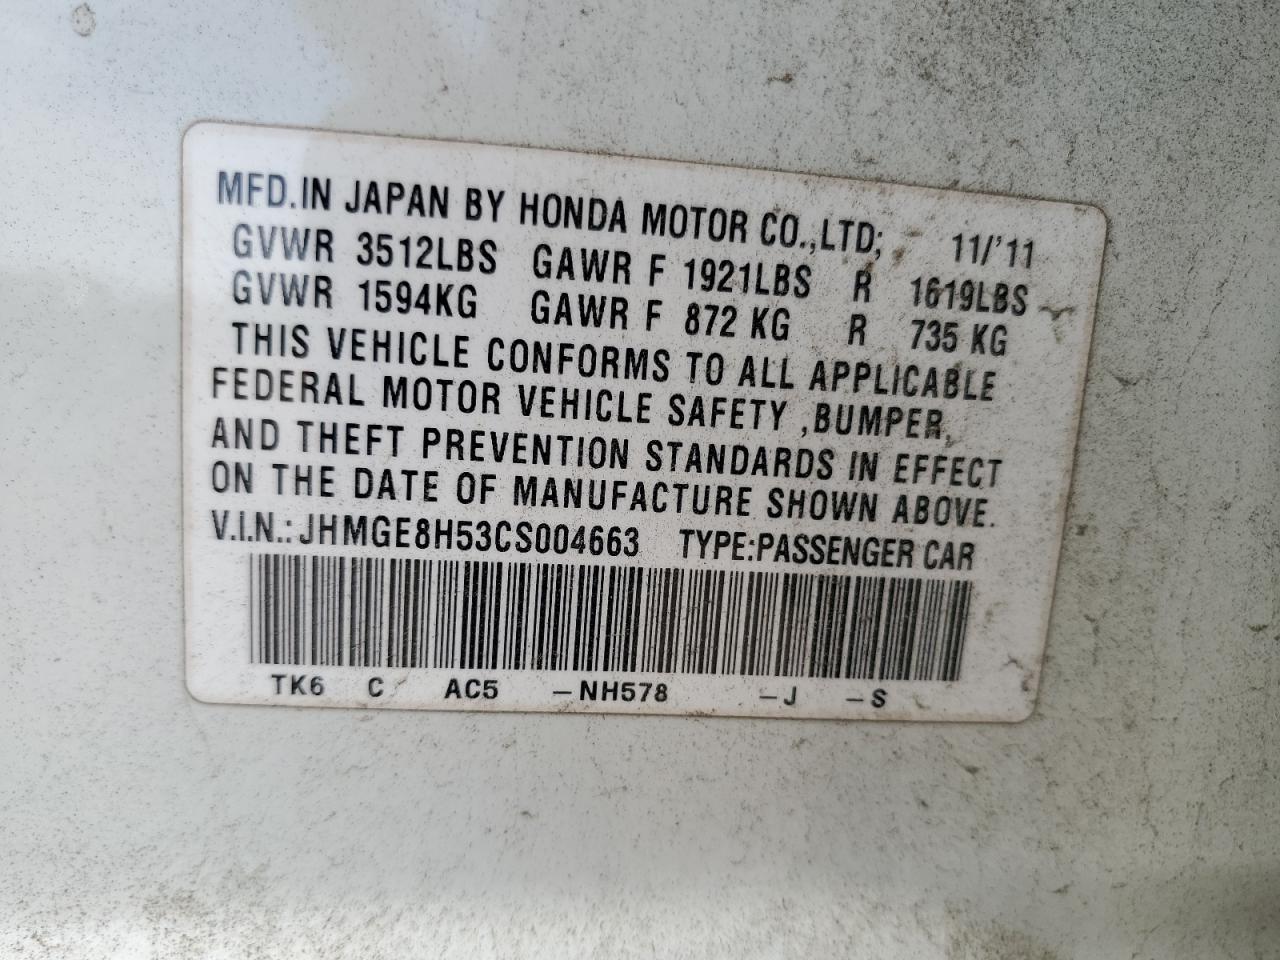 MFD.IN JAPAN BY HONDA MOTOR CO.,LTD; 11/'11
GVWR 3512LBS GAWR F 1921LBS R 1619LBS
GVWR 1594KG GAWR F 872 KG R 735 KG
THIS VEHICLE CONFORMS TO ALL APPLICABLE
FEDERAL MOTOR VEHICLE SAFETY ,BUMPER,
AND THEFT PREVENTION STANDARDS IN EFFECT
ON THE DATE OF MANUFACTURE SHOWN ABOVE.
V.I.N.: JHMGE8H53CS004663 TYPE:PASSENGER CAR
TK6 C AC5 –NH578 –J –S